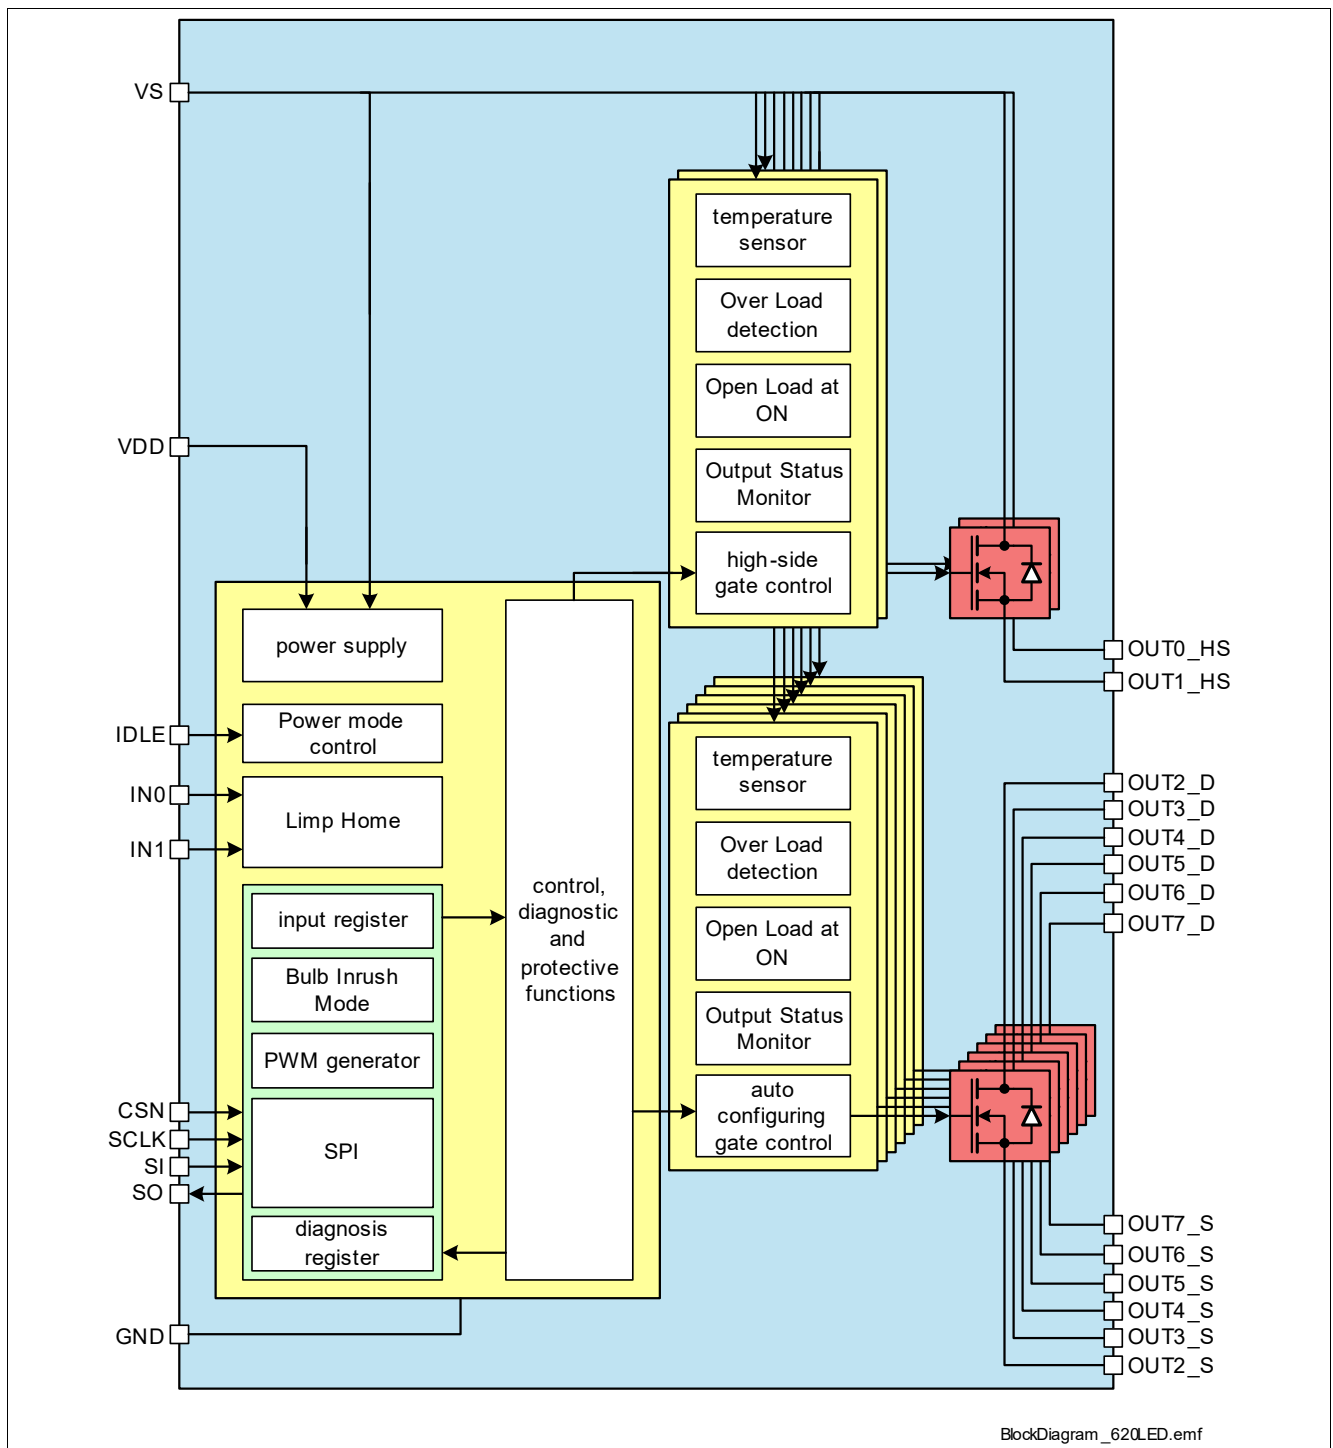 VS
temperature
sensor
Over Load
detection
Open Load at
ON
VDD
Output Status
Monitor
high-side
gate control
power supply
OUT0_HS
OUT1_HS
IDLE
Power mode
control
IN0
Limp Home
IN1
input register
Bulb Inrush
Mode
PWM generator
CSN
SCLK
SI
SO
SPI
diagnosis
register
GND
control,
diagnostic
and
protective
functions
temperature
sensor
Over Load
detection
Open Load at
ON
Output Status
Monitor
auto
configuring
gate control
OUT2_D
OUT3_D
OUT4_D
OUT5_D
OUT6_D
OUT7_D
OUT7_S
OUT6_S
OUT5_S
OUT4_S
OUT3_S
OUT2_S
BlockDiagram_620LED.emf